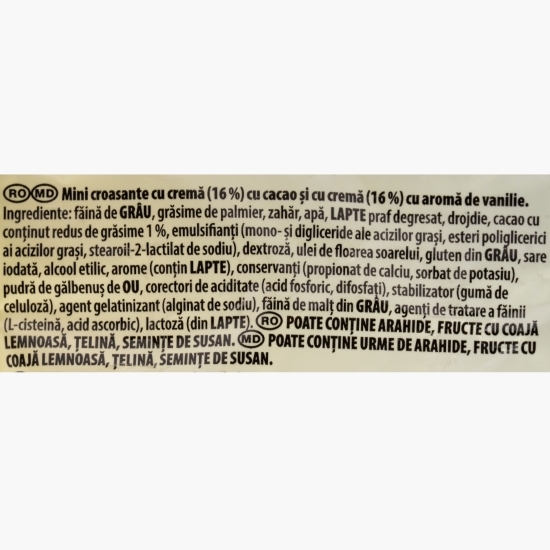 RO MD Mini croasante cu cremă (16 %) cu cacao și cu cremă (16 %) cu aromă de vanilie.
Ingrediente: făină de GRÂU, grăsime de palmier, zahăr, apă, LAPTE praf degresat, drojdie, cacao cu
conținut redus de grăsime 1 %, emulsifianți (mono- și digliceride ale acizilor grași, esteri poliglicerici
ai acizilor grași, stearoil-2-lactilat de sodiu), dextroză, ulei de floarea soarelui, gluten din GRÂU, sare
iodată, alcool etilic, arome (conțin LAPTE), conservanți (propionat de calciu, sorbat de potasiu),
pudră de gălbenuș de OU, corectori de aciditate (acid fosforic, difosfați), stabilizator (gumă de
celuloză), agent gelatinizant (alginat de sodiu), făină de malț din GRÂU, agenți de tratare a făinii
(L-cisteină, acid ascorbic), lactoză (din LAPTE). RO POATE CONȚINE ARAHIDE, FRUCTE CU COAJĂ
LEMNOASĂ, ȚELINĂ, SEMINȚE DE SUSAN. MD POATE CONȚINE URME DE ARAHIDE, FRUCTE CU
COAJĂ LEMNOASĂ, ȚELINĂ, SEMINȚE DE SUSAN.